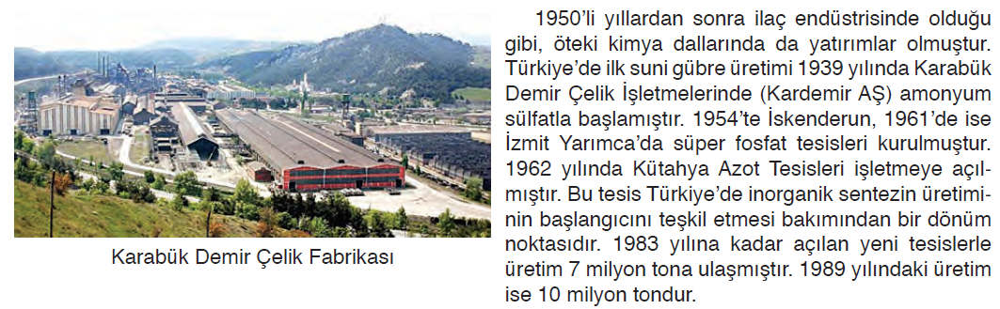 1950'li yıllardan sonra ilaç endüstrisinde olduğu
gibi, öteki kimya dallarında da yatırımlar olmuştur.
Türkiye'de ilk suni gübre üretimi 1939 yılında Karabük
Demir Çelik İşletmelerinde (Kardemir AŞ) amonyum
sülfatla başlamıştır. 1954'te İskenderun, 1961'de ise
İzmit Yarımca'da süper fosfat tesisleri kurulmuştur.
1962 yılında Kütahya Azot Tesisleri işletmeye açıl-
mıştır. Bu tesis Türkiye'de inorganik sentezin üretimi-
nin başlangıcını teşkil etmesi bakımından bir dönüm
noktasıdır. 1983 yılına kadar açılan yeni tesislerle
üretim 7 milyon tona ulaşmıştır. 1989 yılındaki üretim
ise 10 milyon tondur.
Karabük Demir Çelik Fabrikası